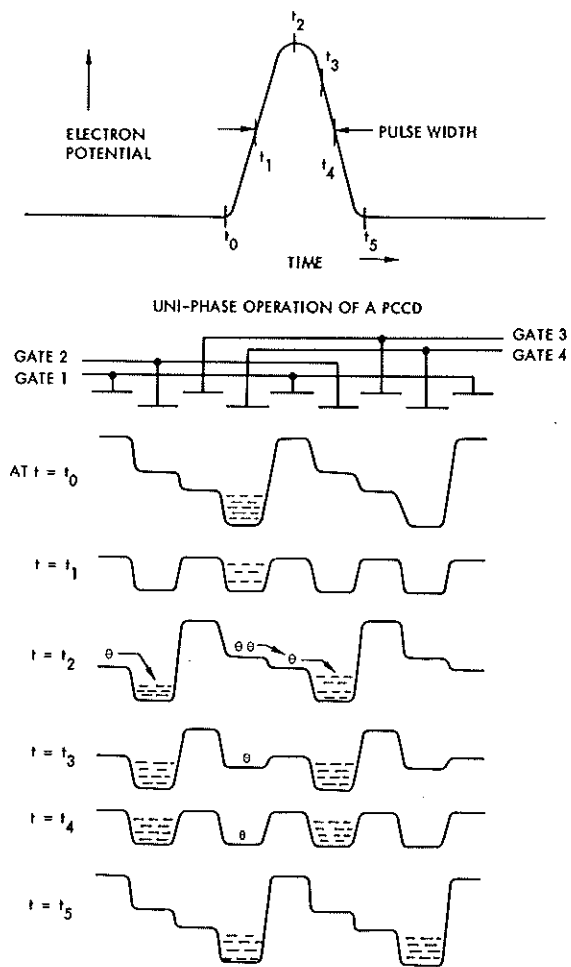 t2
t3
ELECTRON
POTENTIAL
PULSE WIDTH
t1
t4
t0
t5
TIME
UNI-PHASE OPERATION OF A PCCD
GATE 3
GATE 2
GATE 4
GATE 1
AT t = t0
t = t1
t = t2
θ
θ θ
θ
t = t3
θ
t = t4
θ
t = t5